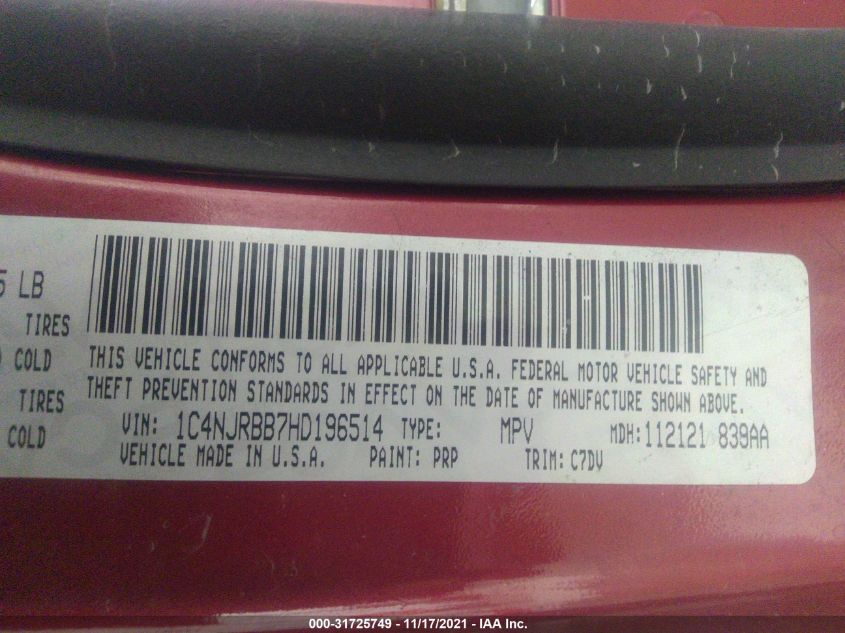 5 LB
TIRES
COLD
TIRES
COLD
THIS VEHICLE CONFORMS TO ALL APPLICABLE U.S.A. FEDERAL MOTOR VEHICLE SAFETY AND
THEFT PREVENTION STANDARDS IN EFFECT ON THE DATE OF MANUFACTURE SHOWN ABOVE.
VIN: 1C4NJRBB7HD196514 TYPE: MPV MDH:112121 839AA
VEHICLE MADE IN U.S.A. PAINT: PRP TRIM: C7DV
000-31725749 - 11/17/2021 - IAA Inc.